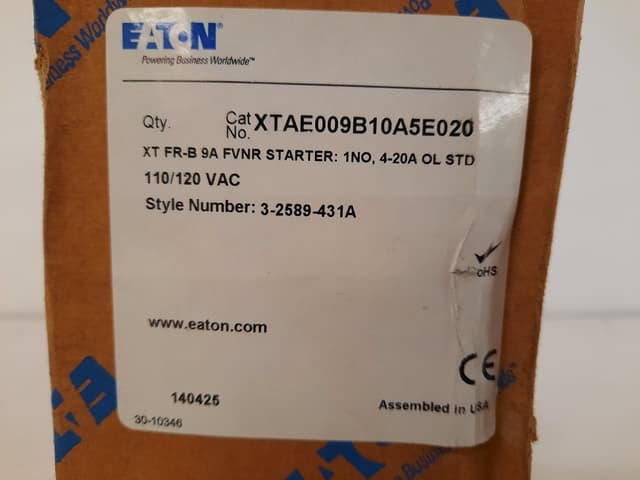 EATON
Powering Business Worldwide™
Qty. Cat No. XTAE009B10A5E020
XT FR-B 9A FVNR STARTER: 1NO, 4-20A OL STD
110/120 VAC
Style Number: 3-2589-431A
RoHS
www.eaton.com
CE
140425
Assembled in USA
30-10346